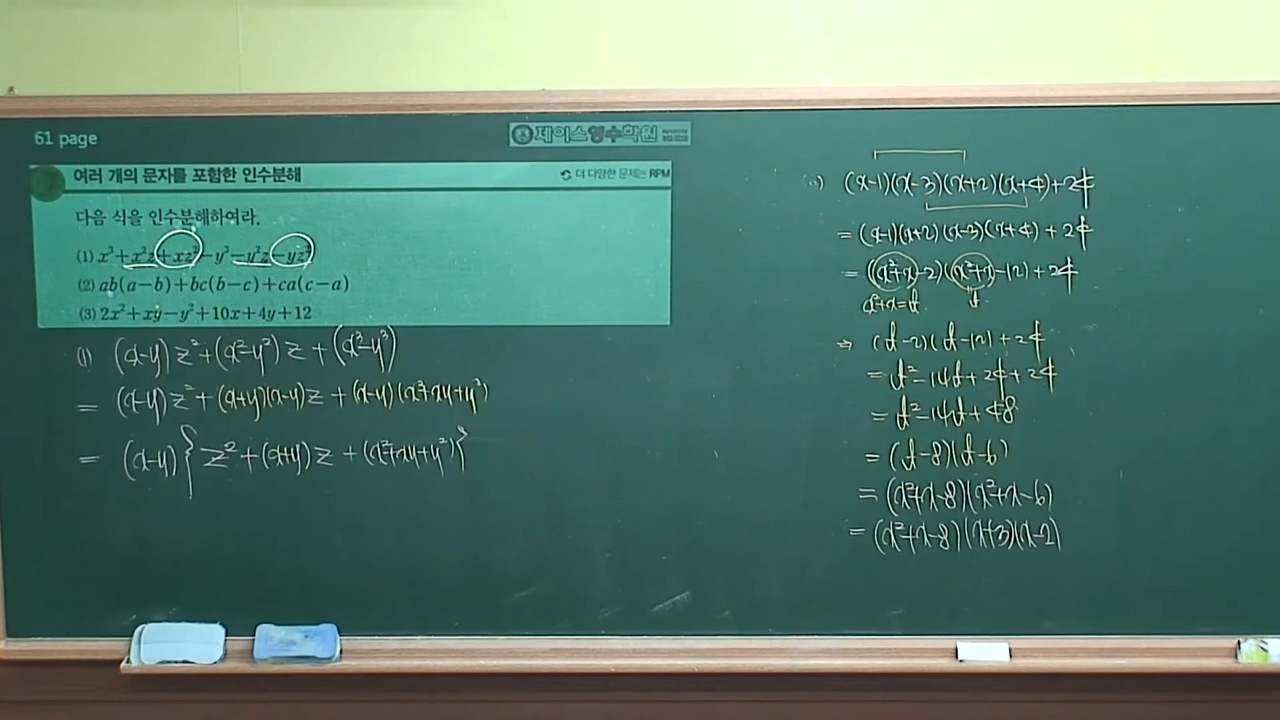 61 page
제이스영수학원
여러 개의 문자를 포함한 인수분해
더 다양한 문제는 RPM
다음 식을 인수분해하여라.
(1) x³+x²z+xz²-y³-y²z-yz²
(2) ab(a-b)+bc(b-c)+ca(c-a)
(3) 2x²+xy-y²+10x+4y+12
(1) (x-y)z²+(x²-y²)z+(x³-y³)
= (x-y)z²+(x+y)(x-y)z+(x-y)(x²+xy+y²)
= (x-y){z²+(x+y)z+(x²+xy+y²)}
(x-1)(x-3)(x+2)(x+4)+24
= (x-1)(x+2)(x-3)(x+4)+24
= (x²+x-2)(x²+x-12)+24
x²+x=t t
⇒ (t-2)(t-12)+24
= t²-14t+24+24
= t²-14t+48
= (t-8)(t-6)
= (x²+x-8)(x²+x-6)
= (x²+x-8)(x+3)(x-2)